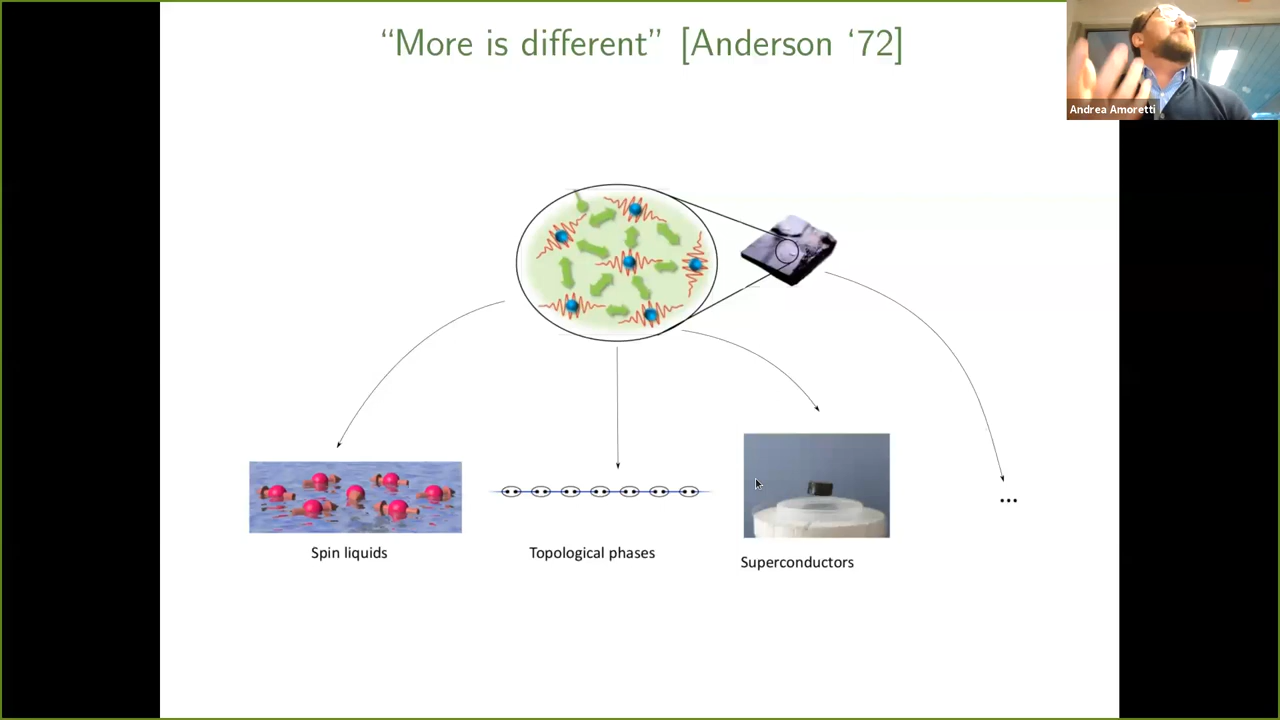 “More is different” [Anderson ‘72]
Andrea Amoretti
Spin liquids
Topological phases
Superconductors
...